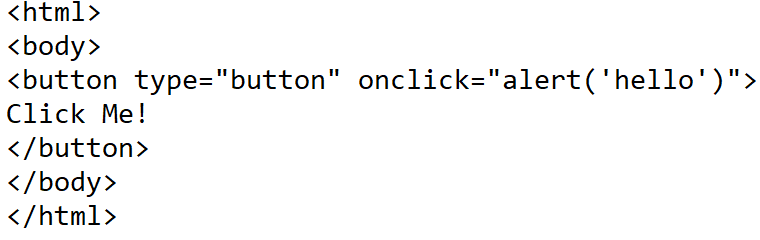 <html>
<body>
<button type="button" onclick="alert('hello')">
Click Me!
</button>
</body>
</html>